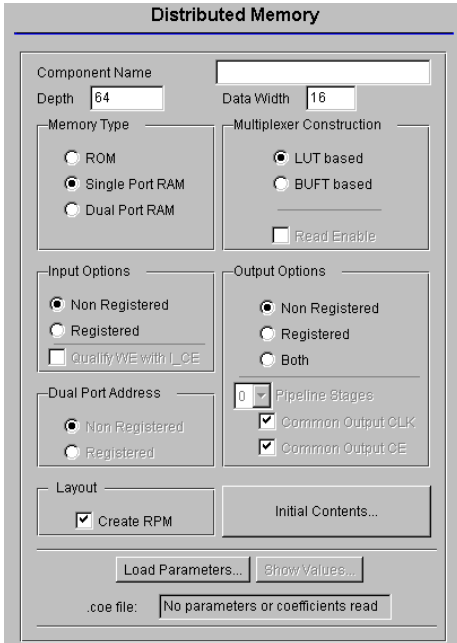 Distributed Memory
Component Name
Depth 64 Data Width 16
Memory Type
ROM
Single Port RAM
Dual Port RAM
Multiplexer Construction
LUT based
BUFT based
Read Enable
Input Options
Non Registered
Registered
Qualify WE with I_CE
Output Options
Non Registered
Registered
Both
0 Pipeline Stages
Common Output CLK
Common Output CE
Dual Port Address
Non Registered
Registered
Layout
Create RPM
Initial Contents...
Load Parameters... Show Values...
.coe file: No parameters or coefficients read